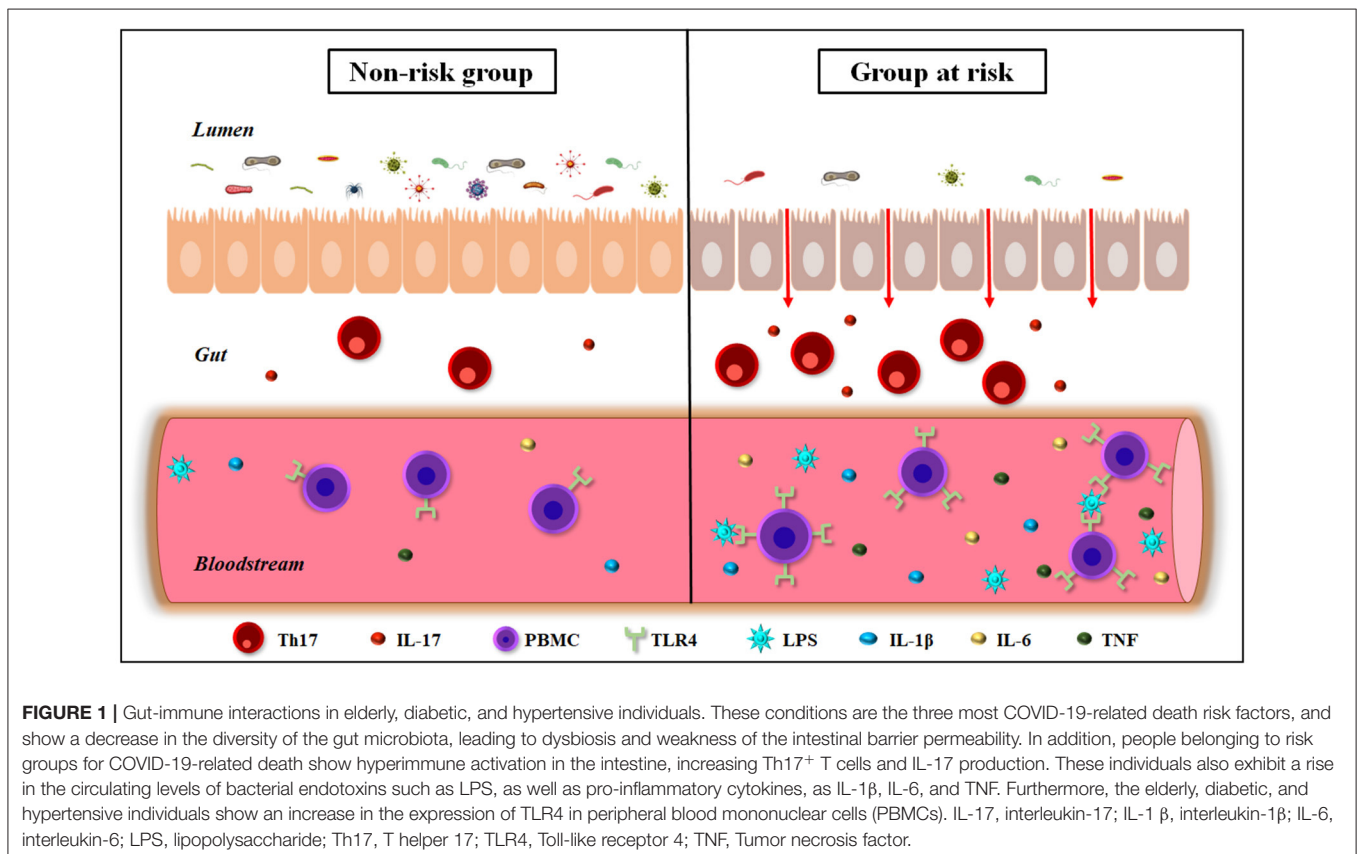 Non-risk group
Group at risk
Lumen
Gut
Bloodstream
Th17 IL-17 PBMC TLR4 LPS IL-1β IL-6 TNF
FIGURE 1 | Gut-immune interactions in elderly, diabetic, and hypertensive individuals. These conditions are the three most COVID-19-related death risk factors, and
show a decrease in the diversity of the gut microbiota, leading to dysbiosis and weakness of the intestinal barrier permeability. In addition, people belonging to risk
groups for COVID-19-related death show hyperimmune activation in the intestine, increasing Th17⁺ T cells and IL-17 production. These individuals also exhibit a rise
in the circulating levels of bacterial endotoxins such as LPS, as well as pro-inflammatory cytokines, as IL-1β, IL-6, and TNF. Furthermore, the elderly, diabetic, and
hypertensive individuals show an increase in the expression of TLR4 in peripheral blood mononuclear cells (PBMCs). IL-17, interleukin-17; IL-1 β, interleukin-1β; IL-6,
interleukin-6; LPS, lipopolysaccharide; Th17, T helper 17; TLR4, Toll-like receptor 4; TNF, Tumor necrosis factor.